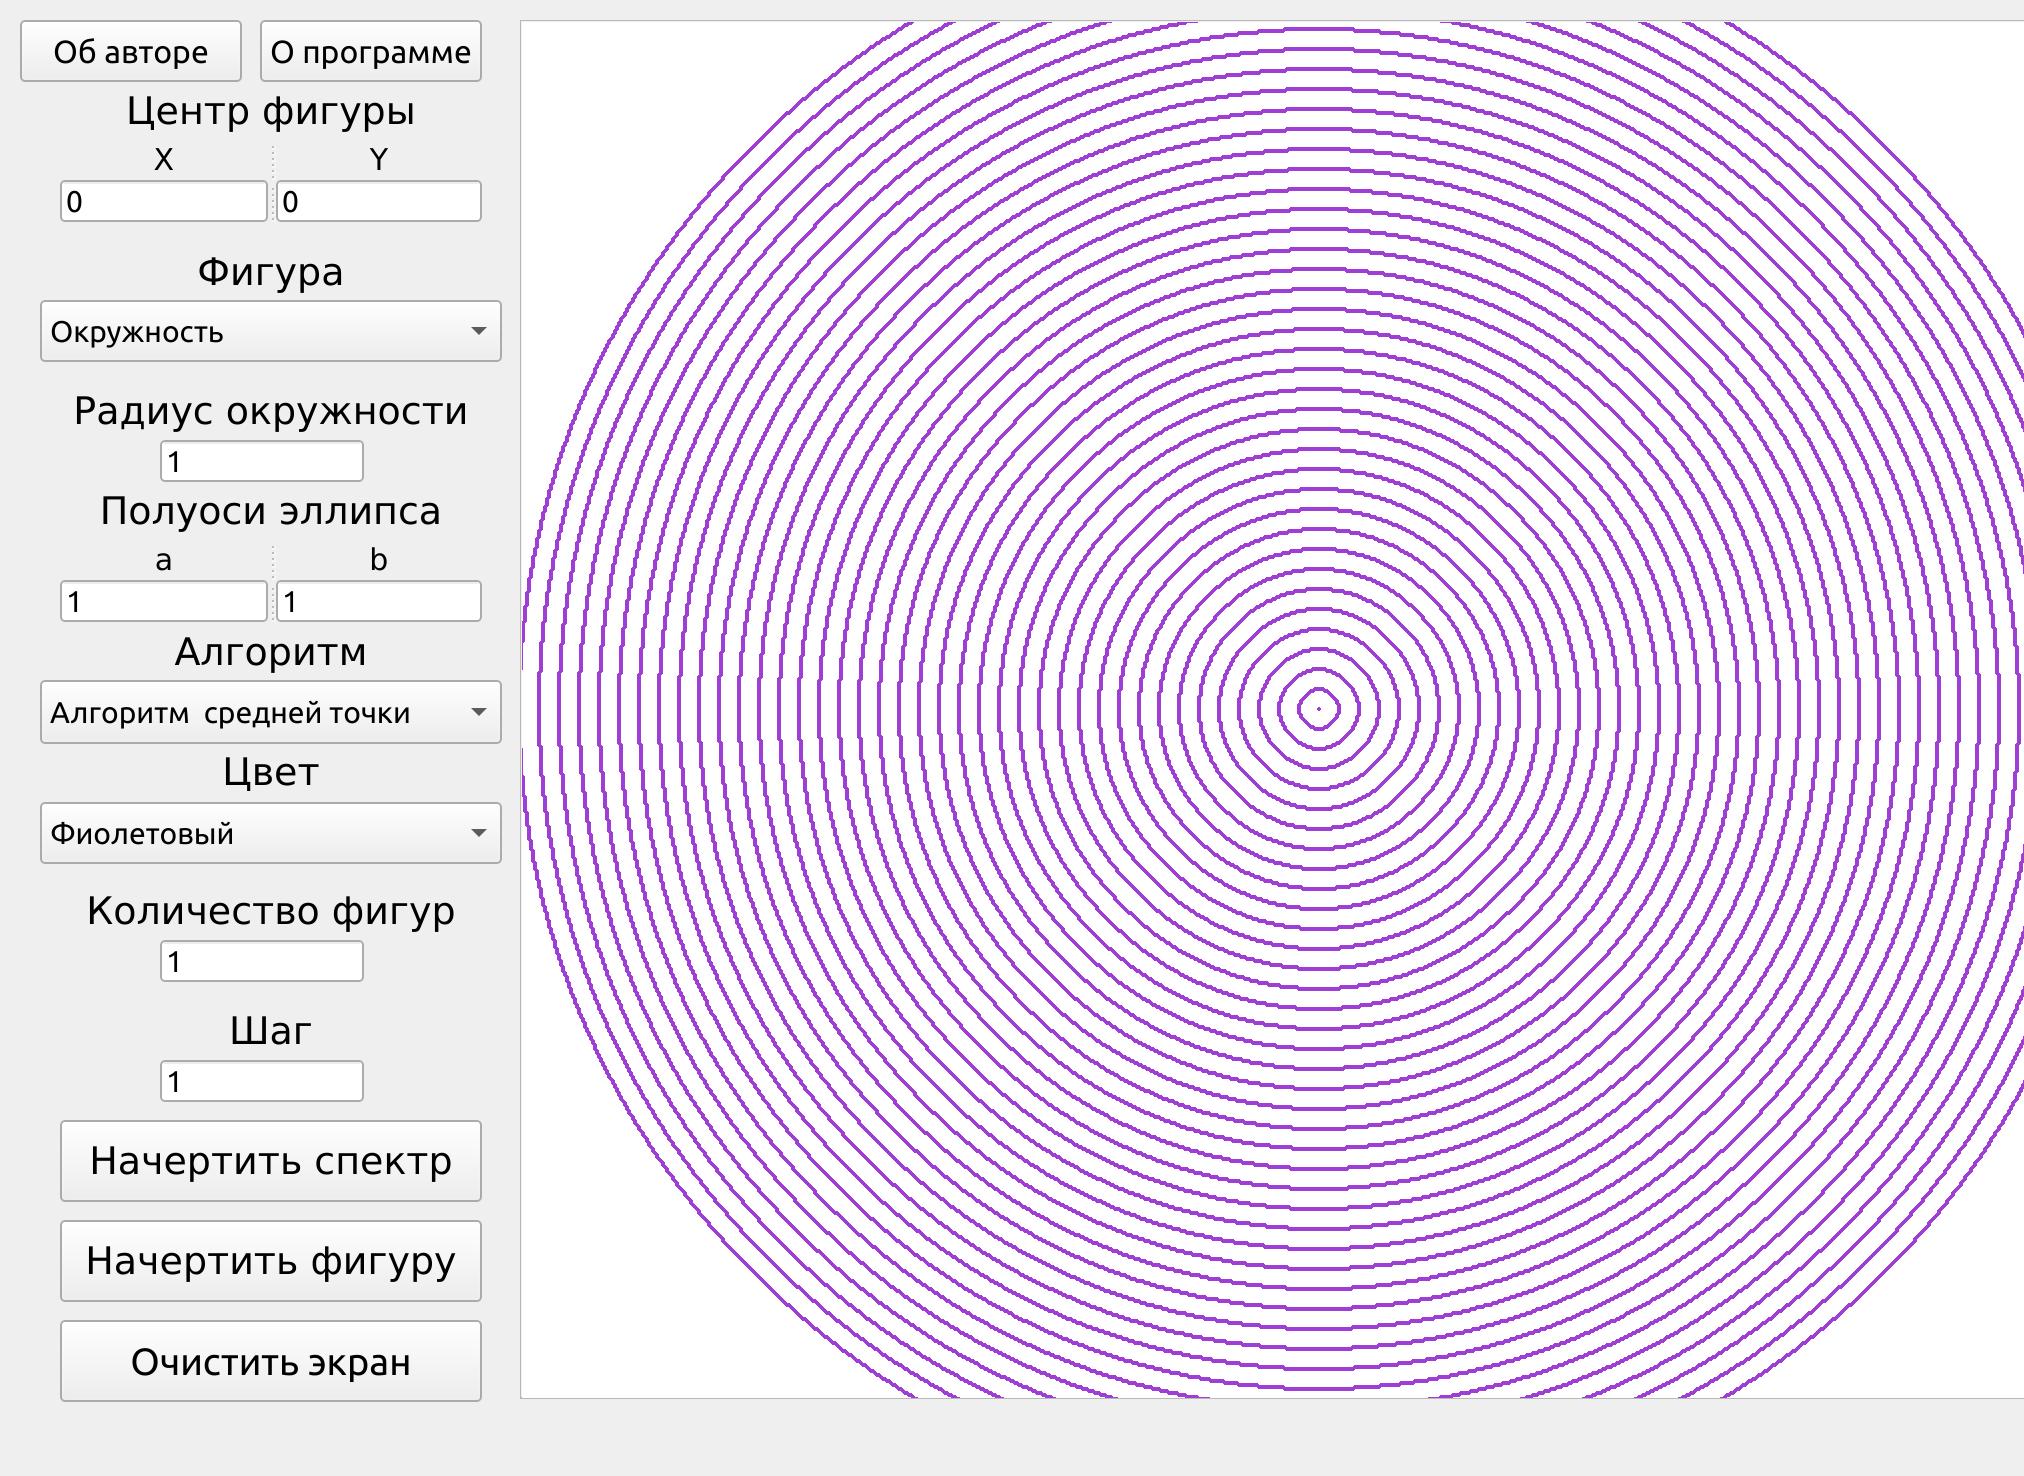 Об авторе О программе
Центр фигуры
X Y
0 0
Фигура
Окружность
Радиус окружности
1
Полуоси эллипса
a b
1 1
Алгоритм
Алгоритм  средней точки
Цвет
Фиолетовый
Количество фигур
1
Шаг
1
Начертить спектр
Начертить фигуру
Очистить экран